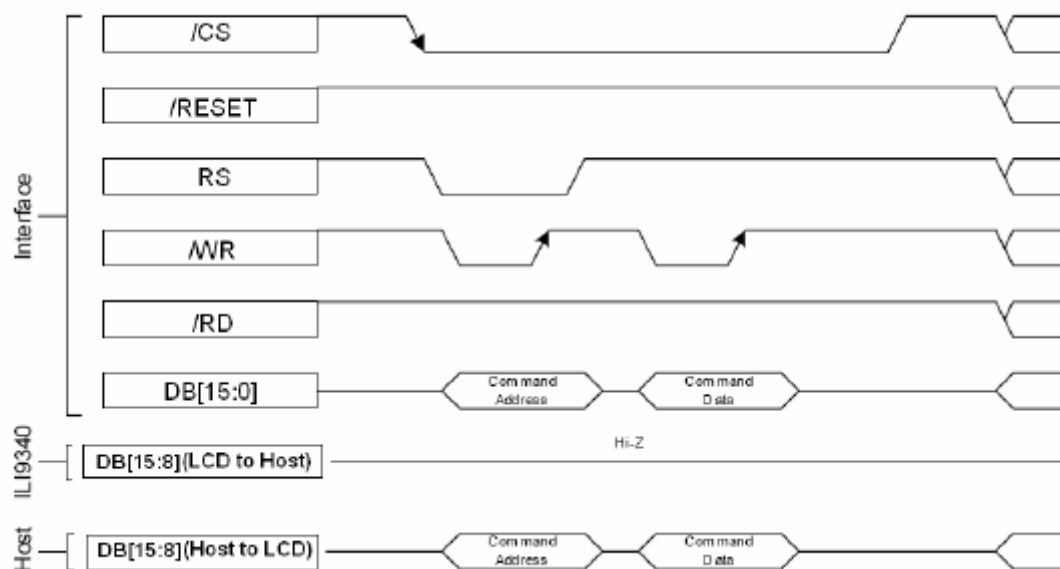 /CS
/RESET
RS
/WR
/RD
DB[15:0]
Command
Address
Command
Data
Interface
Hi-Z
DB[15:8](LCD to Host)
ILI9340
DB[15:8](Host to LCD)
Command
Address
Command
Data
Host